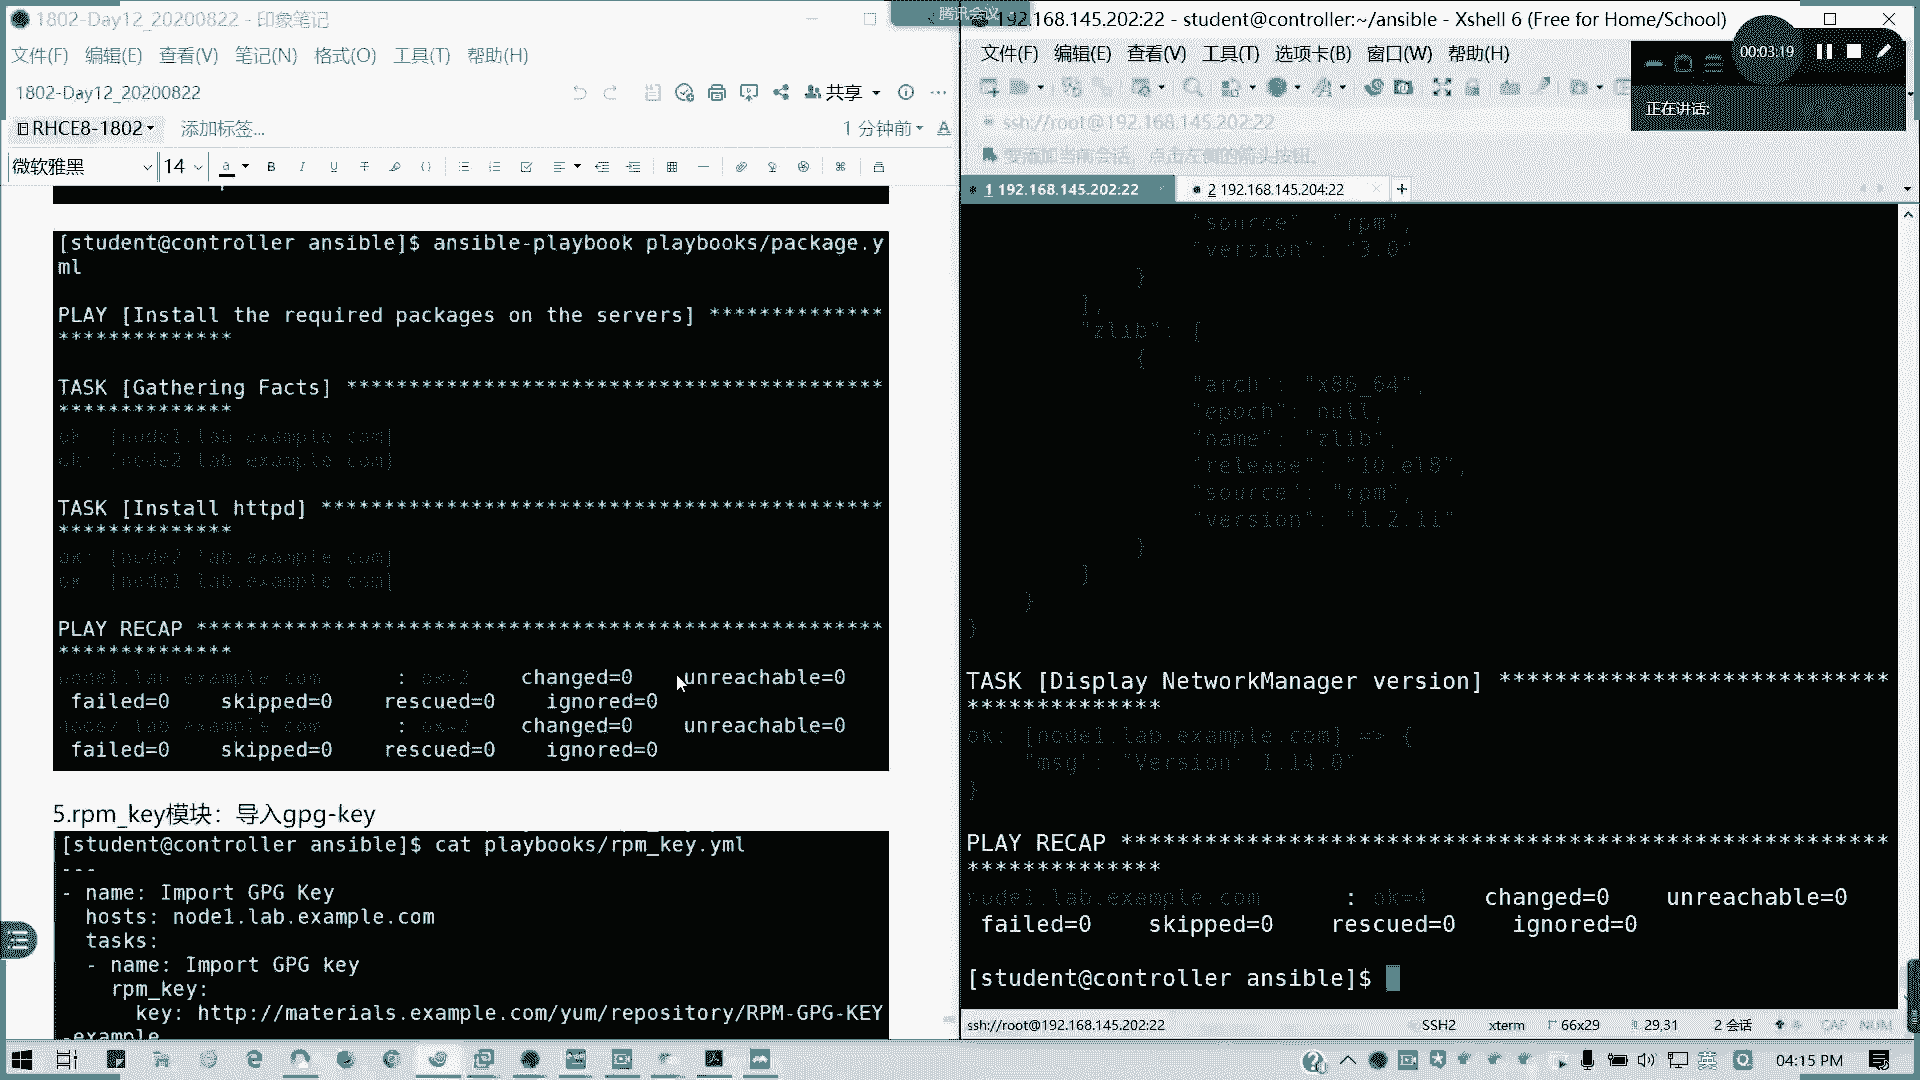 1802-Day12_20200822 - 印象笔记
文件(F) 编辑(E) 查看(V) 笔记(N) 格式(O) 工具(T) 帮助(H)
1802-Day12_20200822
共享
RHCE8-1802
添加标签...
1 分钟前
微软雅黑 14
[student@controller ansible]$ ansible-playbook playbooks/package.y
ml
PLAY [Install the required packages on the servers] **************
**************
TASK [Gathering Facts] *******************************************
**************
ok: [node1.lab.example.com]
ok: [node2.lab.example.com]
TASK [Install httpd] *********************************************
**************
ok: [node2.lab.example.com]
ok: [node1.lab.example.com]
PLAY RECAP *******************************************************
**************
node1.lab.example.com : ok=2 changed=0 unreachable=0
failed=0 skipped=0 rescued=0 ignored=0
node2.lab.example.com : ok=2 changed=0 unreachable=0
failed=0 skipped=0 rescued=0 ignored=0
5.rpm_key模块：导入gpg-key
[student@controller ansible]$ cat playbooks/rpm_key.yml
---
- name: Import GPG Key
hosts: node1.lab.example.com
tasks:
- name: Import GPG key
rpm_key:
key: http://materials.example.com/yum/repository/RPM-GPG-KEY
-example
腾讯会议
192.168.145.202:22 - student@controller:~/ansible - Xshell 6 (Free for Home/School)
文件(F) 编辑(E) 查看(V) 工具(T) 选项卡(B) 窗口(W) 帮助(H)
00:03:19
正在讲话:
ssh://root@192.168.145.202:22
要添加当前会话，点击左侧的箭头按钮。
1 192.168.145.202:22
2 192.168.145.204:22
"source": "rpm",
"version": "3.0"
}
],
"zlib": [
{
"arch": "x86_64",
"epoch": null,
"name": "zlib",
"release": "10.el8",
"source": "rpm",
"version": "1.2.11"
}
]
}
}
TASK [Display NetworkManager version] ****************************
**************
ok: [node1.lab.example.com] => {
"msg": "Version: 1.14.0"
}
PLAY RECAP *******************************************************
**************
node1.lab.example.com : ok=4 changed=0 unreachable=0
failed=0 skipped=0 rescued=0 ignored=0
[student@controller ansible]$
ssh://root@192.168.145.202:22 SSH2 xterm 66x29 29,31 2 会话 CAP NUM
英
04:15 PM